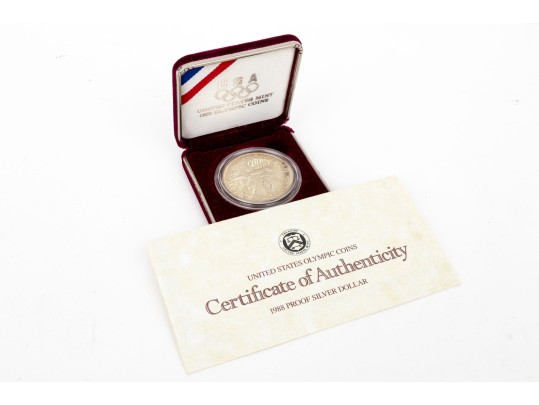 USA
UNITED STATES MINT
1988 OLYMPIC COINS
UNITED STATES OLYMPIC COINS
Certificate of Authenticity
1988 PROOF SILVER DOLLAR